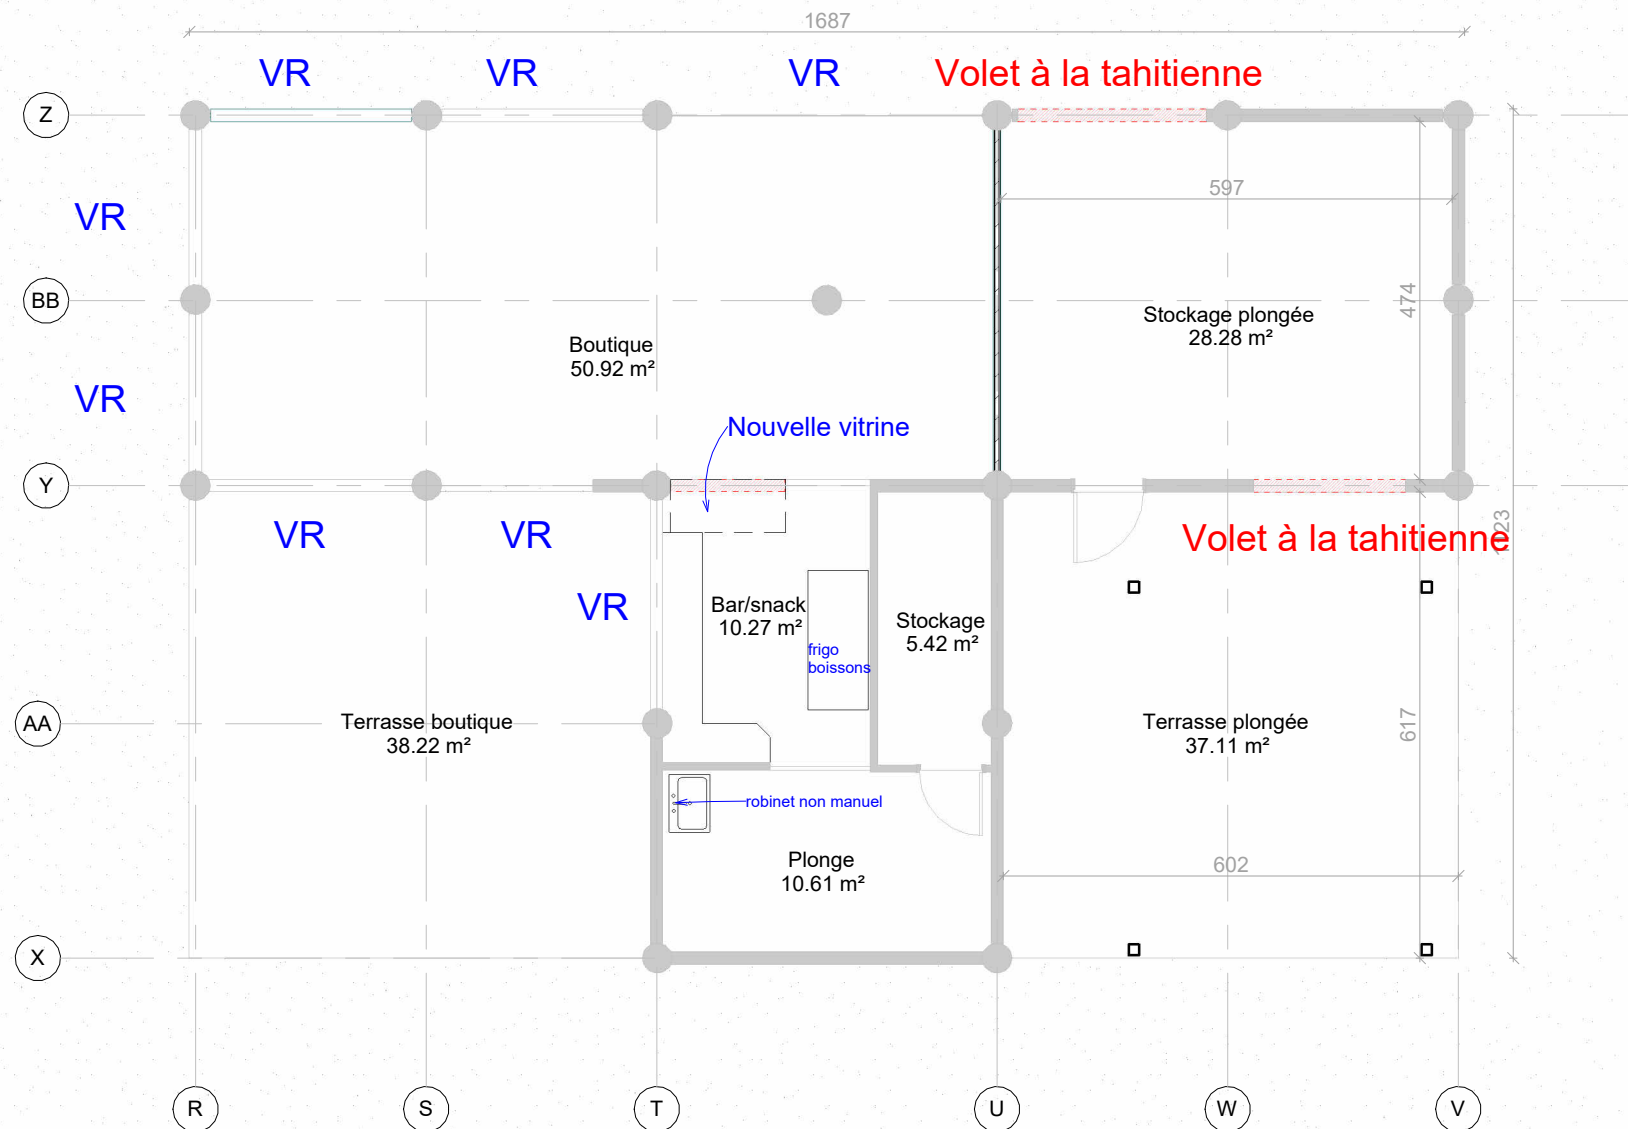 1687
VR
VR
VR
Volet à la tahitienne
Z
597
VR
BB
474
Stockage plongée
28.28 m²
Boutique
50.92 m²
VR
Nouvelle vitrine
Y
VR
VR
Volet à la tahitienne
VR
Bar/snack
10.27 m²
frigo
boissons
Stockage
5.42 m²
AA
Terrasse boutique
38.22 m²
Terrasse plongée
37.11 m²
617
robinet non manuel
Plonge
10.61 m²
602
X
R
S
T
U
W
V